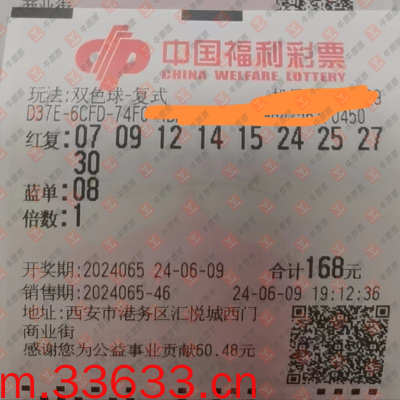 商业街
中国福利彩票
CHINA WELFARE LOTTERY
玩法:双色球-复式
D37E-6CFD-74FC
红复:07 09 12 14 15 24 25 27
30
蓝单:08
倍数:1
开奖期:2024065 24-06-09 合计168元
销售期:2024065-46 24-06-09 19:12:36
地址:西安市港务区汇悦城西门
商业街
感谢您为公益事业贡献60.48元
m.33633.cn